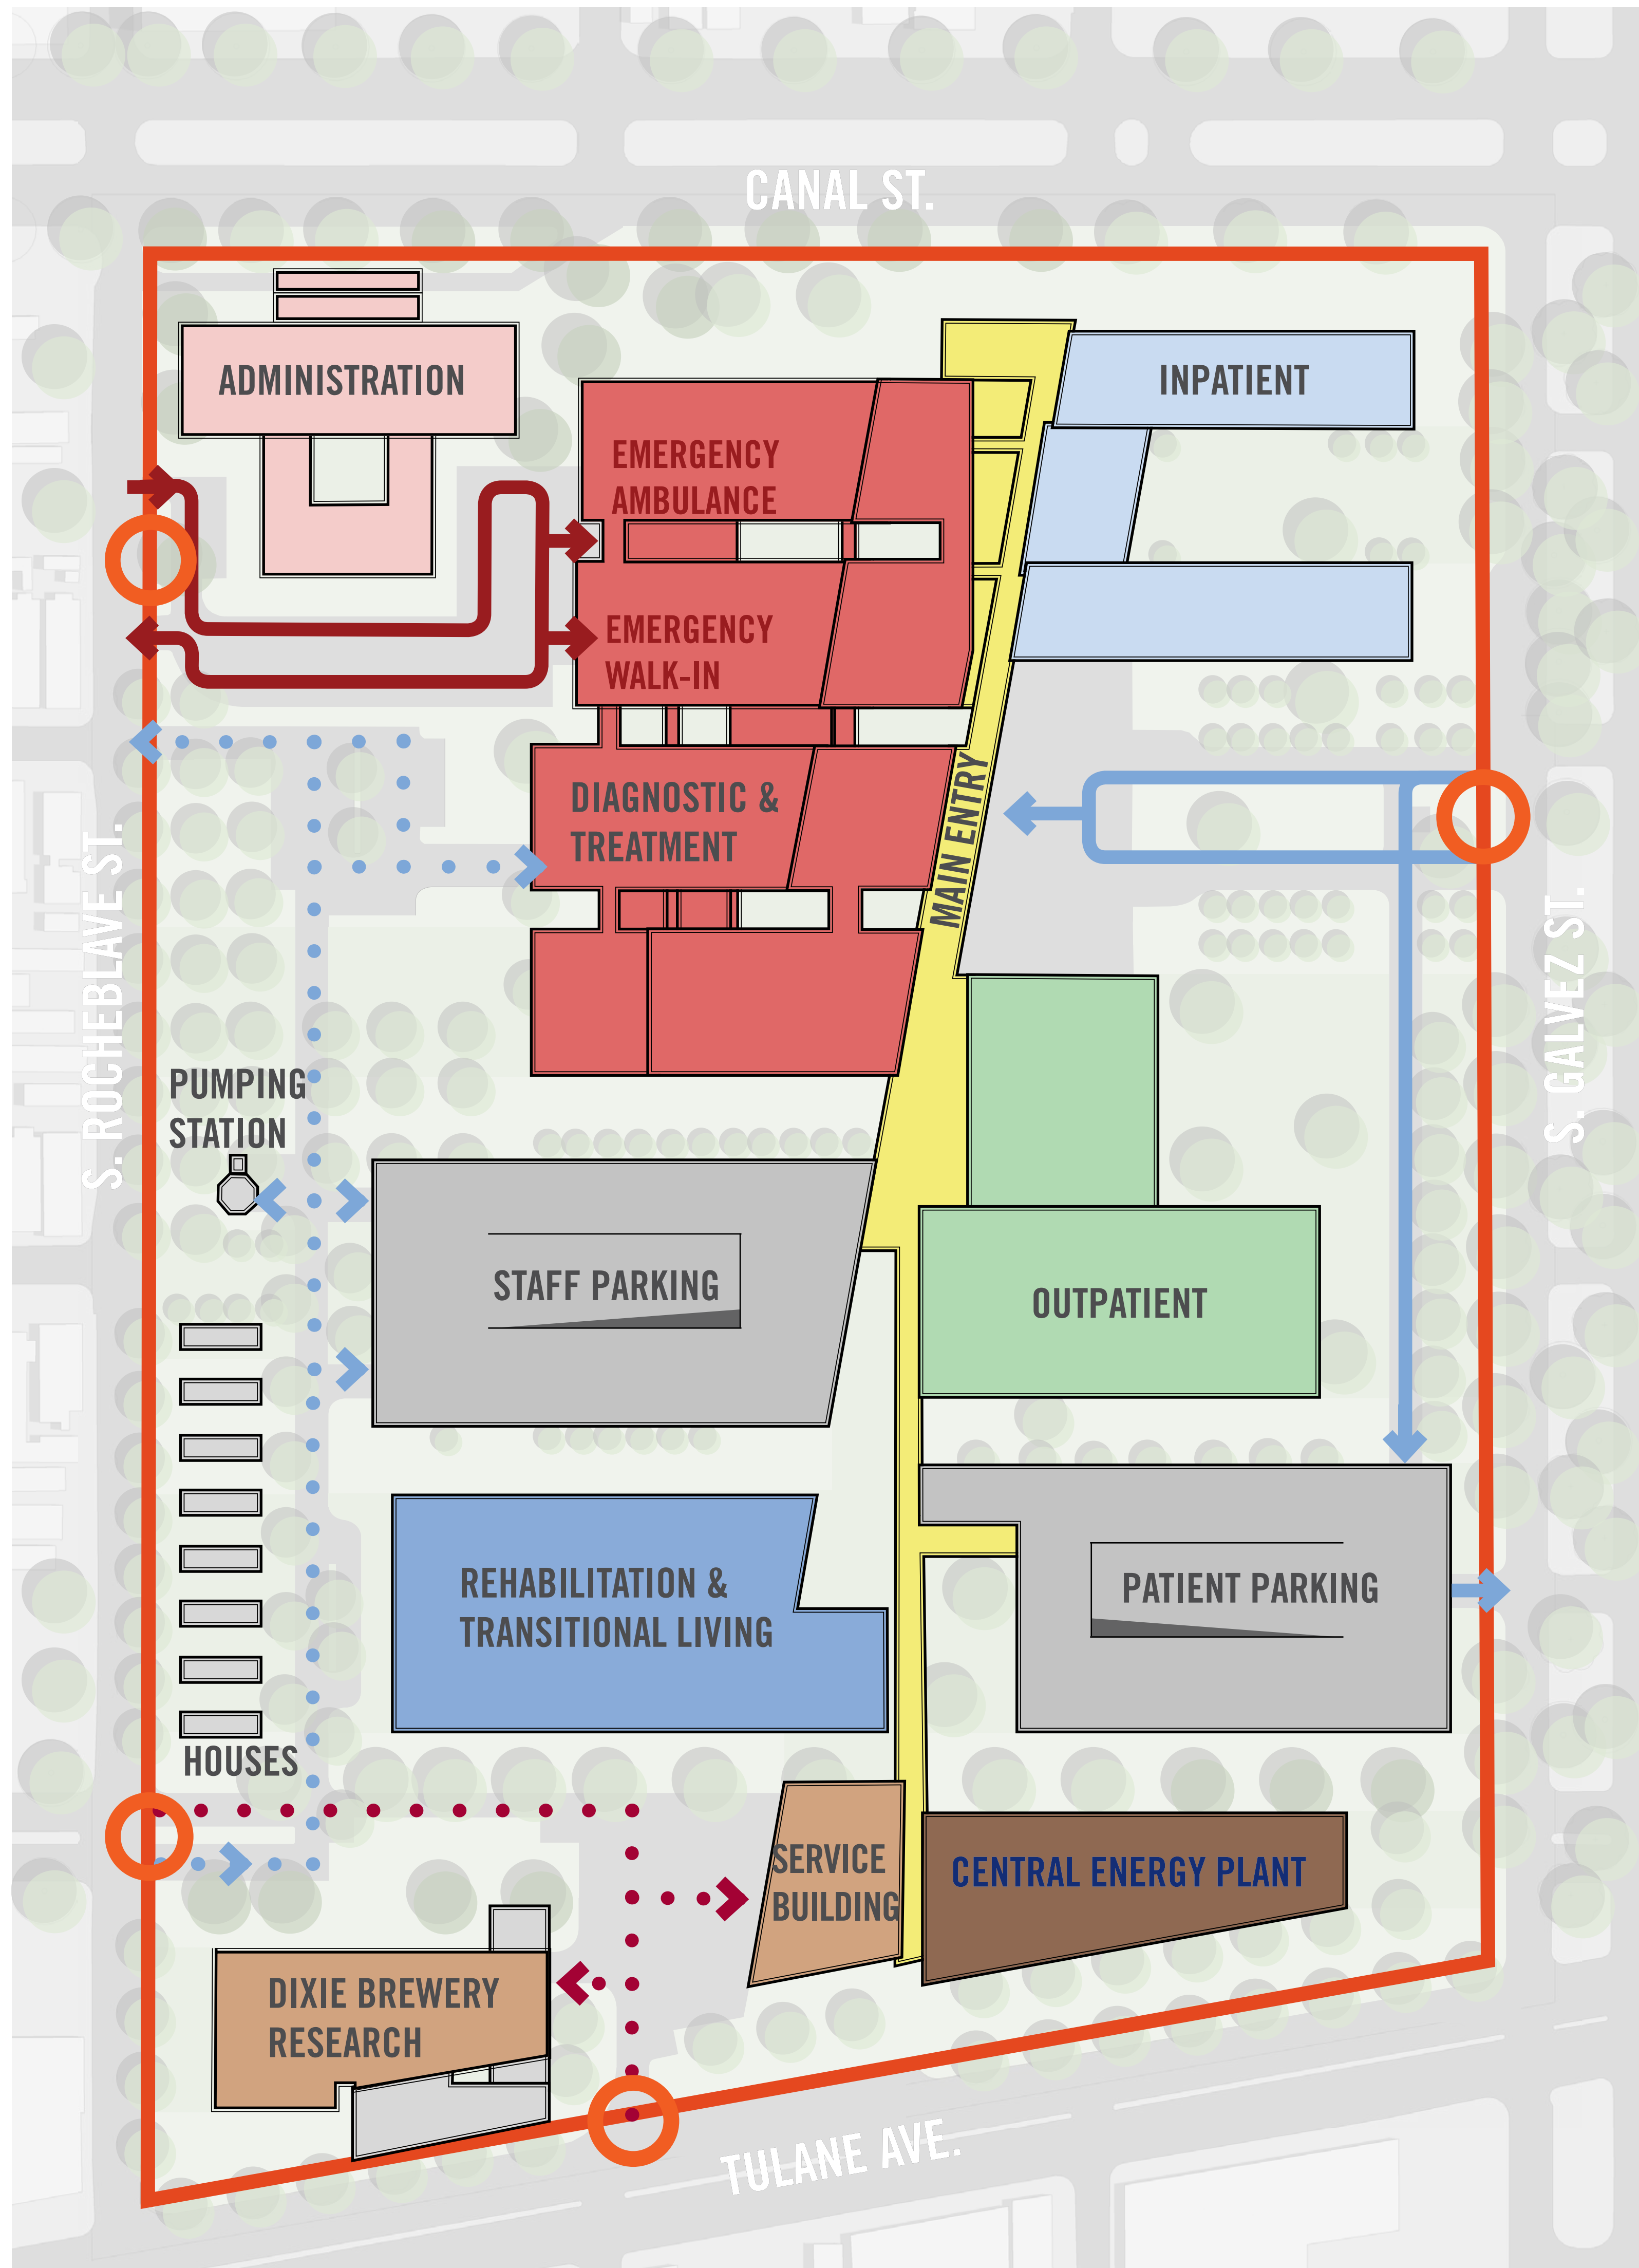 CANAL ST.
ADMINISTRATION
INPATIENT
EMERGENCY
AMBULANCE
EMERGENCY
WALK-IN
DIAGNOSTIC &
TREATMENT
MAIN ENTRY
S. ROCHEBLAVE ST.
S. GALVEZ ST.
PUMPING
STATION
STAFF PARKING
OUTPATIENT
REHABILITATION &
TRANSITIONAL LIVING
PATIENT PARKING
HOUSES
SERVICE
BUILDING
CENTRAL ENERGY PLANT
DIXIE BREWERY
RESEARCH
TULANE AVE.